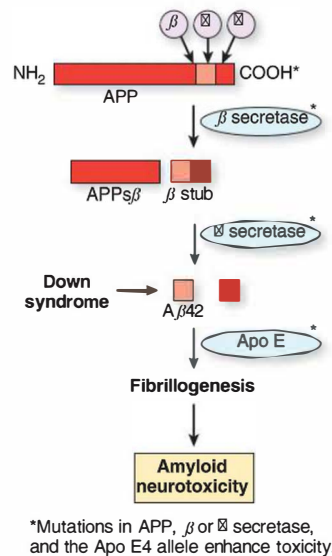 β ☒ ☒
NH₂ COOH*
APP
β secretase*
APPsβ β stub
☒ secretase*
Down
syndrome
Aβ42
Apo E*
Fibrillogenesis
Amyloid
neurotoxicity
*Mutations in APP, β or ☒ secretase,
and the Apo E4 allele enhance toxicity